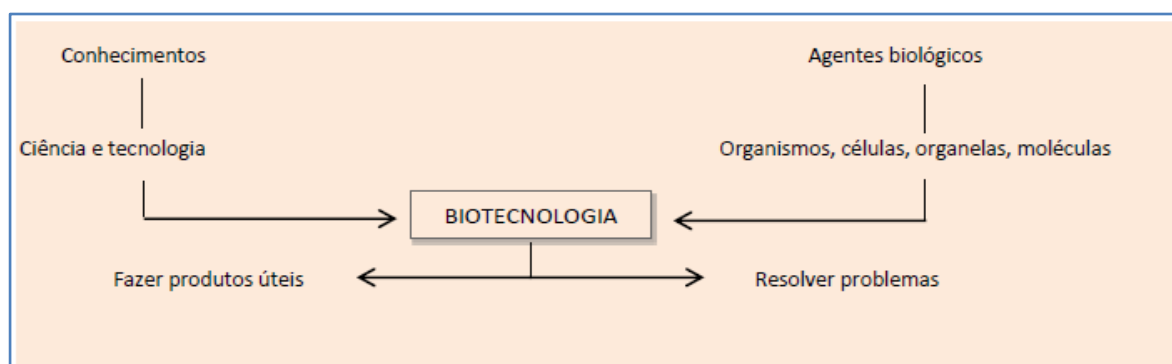 Conhecimentos
Agentes biológicos
Ciência e tecnologia
Organismos, células, organelas, moléculas
BIOTECNOLOGIA
Fazer produtos úteis
Resolver problemas